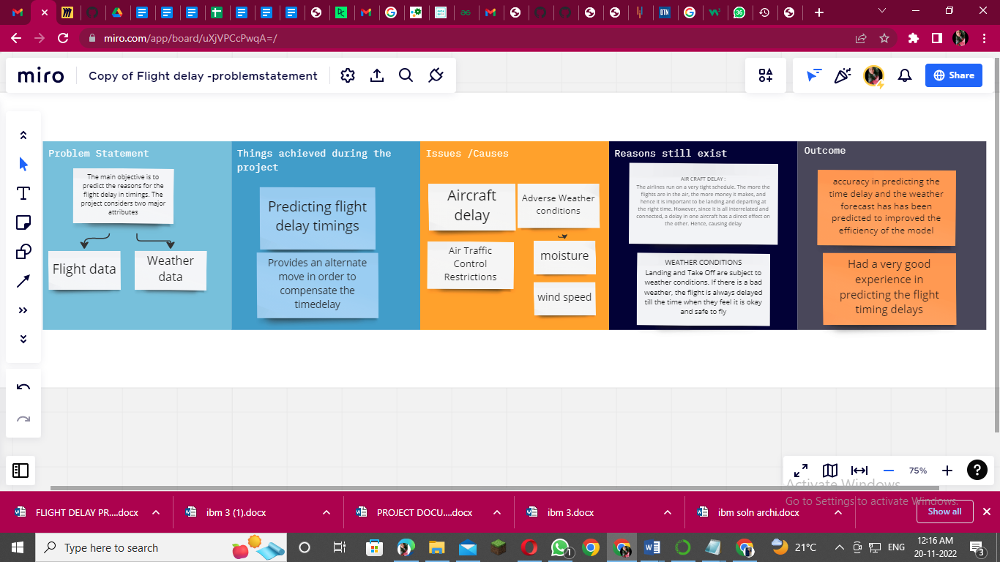 miro.com/app/board/uXjVPCcPwqA=/
miro
Copy of Flight delay -problemstatement
Share
Problem Statement
The main objective is to
predict the reasons for the
flight delay in timings. The
project considers two major
attributes
Flight data
Weather
data
Things achieved during the
project
Predicting flight
delay timings
Provides an alternate
move in order to
compensate the
timedelay
Issues /Causes
Aircraft
delay
Adverse Weather
conditions
Air Traffic
Control
Restrictions
moisture
wind speed
Reasons still exist
AIR CRAFT DELAY :
The airlines run on a very tight schedule. The more the
flights are in the air, the more money it makes, and
hence it is important to be landing and departing at
the right time. However, since it is all interrelated and
connected, a delay in one aircraft has a direct effect on
the other. Hence, causing delay
WEATHER CONDITIONS
Landing and Take Off are subject to
weather conditions. If there is a bad
weather, the flight is always delayed
till the time when they feel it is okay
and safe to fly
Outcome
accuracy in predicting the
time delay and the weather
forecast has has been
predicted to improved the
efficiency of the model
Had a very good
experience in
predicting the flight
timing delays
75%
Activate Windows
Go to Settings to activate Windows.
FLIGHT DELAY PR....docx
ibm 3 (1).docx
PROJECT DOCU....docx
ibm 3.docx
ibm soln archi.docx
Show all
Type here to search
1
21°C
ENG
12:16 AM
20-11-2022
3